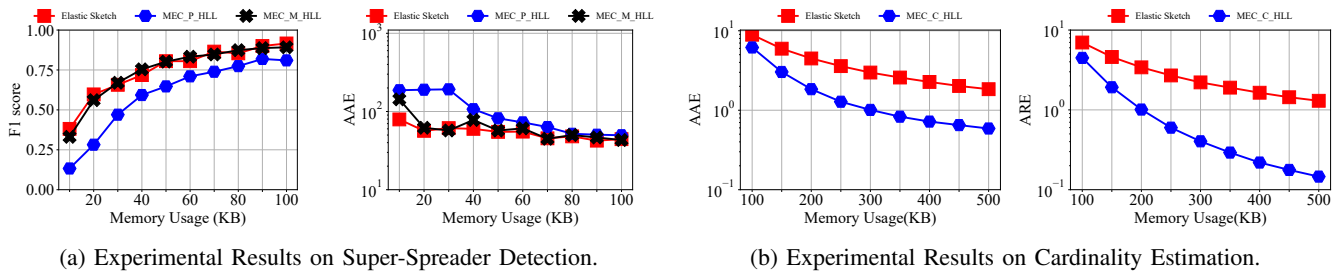 Elastic Sketch MEC_P_HLL MEC_M_HLL
F1 score
1.00
0.75
0.50
0.25
0.00
20 40 60 80 100
Memory Usage (KB)
Elastic Sketch MEC_P_HLL MEC_M_HLL
AAE
10³
10²
10¹
20 40 60 80 100
Memory Usage (KB)
(a) Experimental Results on Super-Spreader Detection.
Elastic Sketch MEC_C_HLL
AAE
10¹
10⁰
10⁻¹
100 200 300 400 500
Memory Usage(KB)
Elastic Sketch MEC_C_HLL
ARE
10¹
10⁰
10⁻¹
100 200 300 400 500
Memory Usage(KB)
(b) Experimental Results on Cardinality Estimation.